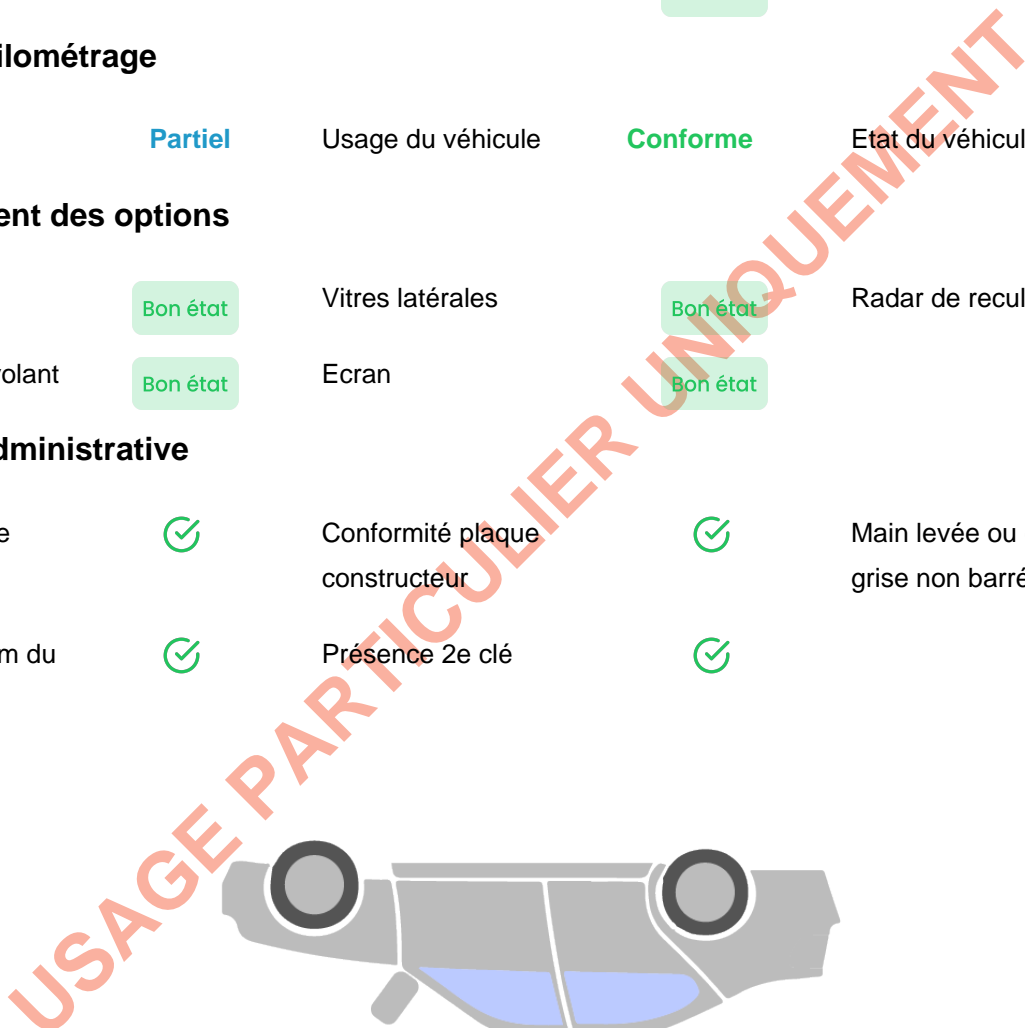 ilométrage
Partiel Usage du véhicule Conforme Etat du véhicul
ent des options
Bon état Vitres latérales Bon état Radar de recul
olant Bon état Ecran Bon état
dministrative
e Conformité plaque Main levée ou
constructeur grise non barré
m du Présence 2e clé
USAGE PARTICULIER UNIQUEMENT